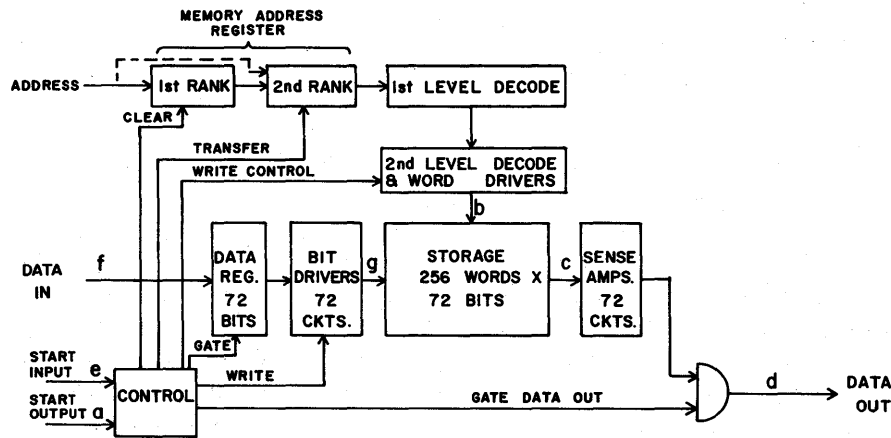 MEMORY ADDRESS
REGISTER
ADDRESS
1st RANK
2nd RANK
1st LEVEL DECODE
CLEAR
TRANSFER
WRITE CONTROL
2nd LEVEL DECODE
& WORD DRIVERS
b
DATA
IN
f
DATA
REG.
72
BITS
BIT
DRIVERS
72
CKTS.
g
STORAGE
256 WORDS X
72 BITS
c
SENSE
AMPS.
72
CKTS.
GATE
WRITE
START
INPUT e
START
OUTPUT a
CONTROL
GATE DATA OUT
d
DATA
OUT